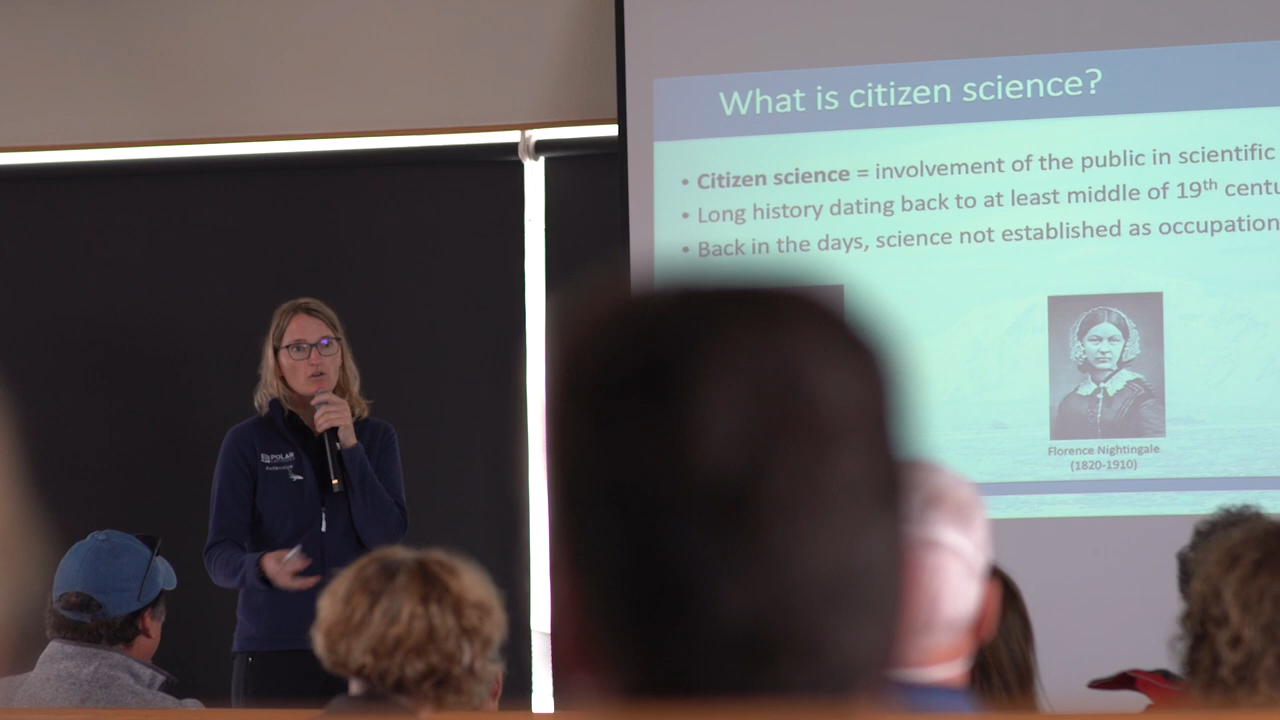 What is citizen science?
• Citizen science = involvement of the public in scientific
• Long history dating back to at least middle of 19th centu
• Back in the days, science not established as occupation
Florence Nightingale
(1820-1910)
POLAR